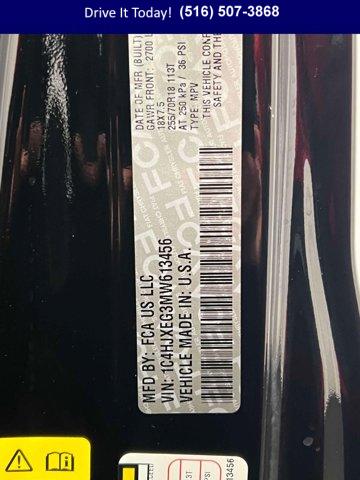 Drive It Today! (516) 507-3868
MFD BY: FCA US LLC
DATE OF MFR (BUILT)
GAWR FRONT: 2700 L
18X7.5
255/70R18 113T
AT 250 kPa / 36 PSI
TYPE: MPV
THIS VEHICLE CONF
SAFETY AND THE
VIN: 1C4HJXEG3MW613456
VEHICLE MADE IN: U.S.A.
613456